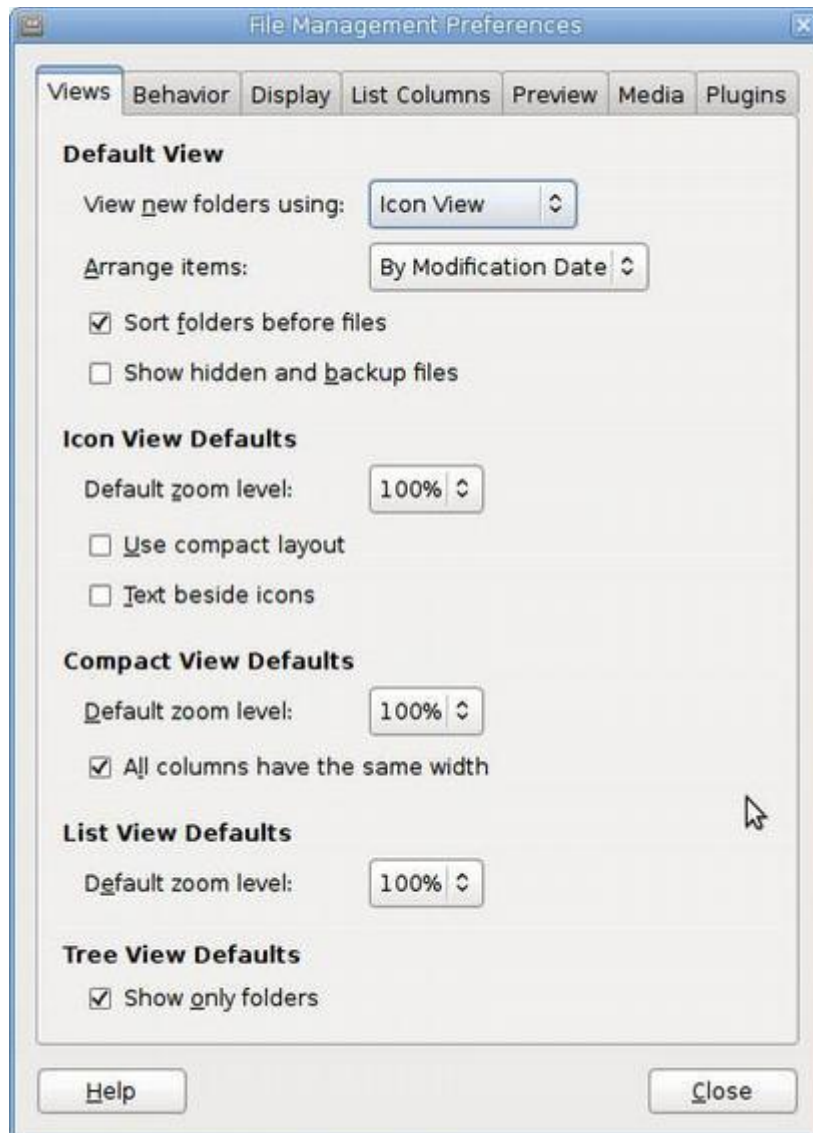 File Management Preferences
Views Behavior Display List Columns Preview Media Plugins
Default View
View new folders using: Icon View
Arrange items: By Modification Date
Sort folders before files
Show hidden and backup files
Icon View Defaults
Default zoom level: 100%
Use compact layout
Text beside icons
Compact View Defaults
Default zoom level: 100%
All columns have the same width
List View Defaults
Default zoom level: 100%
Tree View Defaults
Show only folders
Help Close